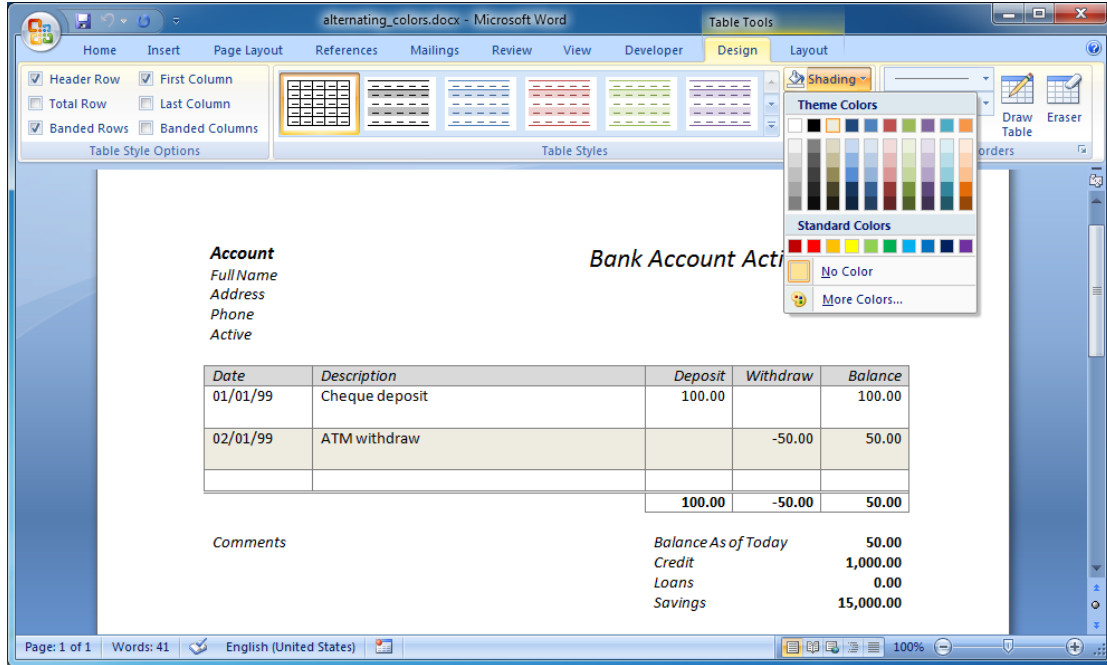 alternating_colors.docx - Microsoft Word
Table Tools
Home Insert Page Layout References Mailings Review View Developer Design Layout
Header Row First Column
Total Row Last Column
Banded Rows Banded Columns
Table Style Options
Table Styles
Shading
Draw Table
Eraser
orders
Theme Colors
Standard Colors
No Color
More Colors...
Account
Full Name
Address
Phone
Active
Bank Account Acti
Date Description Deposit Withdraw Balance
01/01/99 Cheque deposit 100.00 100.00
02/01/99 ATM withdraw -50.00 50.00
100.00 -50.00 50.00
Comments
Balance As of Today 50.00
Credit 1,000.00
Loans 0.00
Savings 15,000.00
Page: 1 of 1 Words: 41 English (United States) 100%